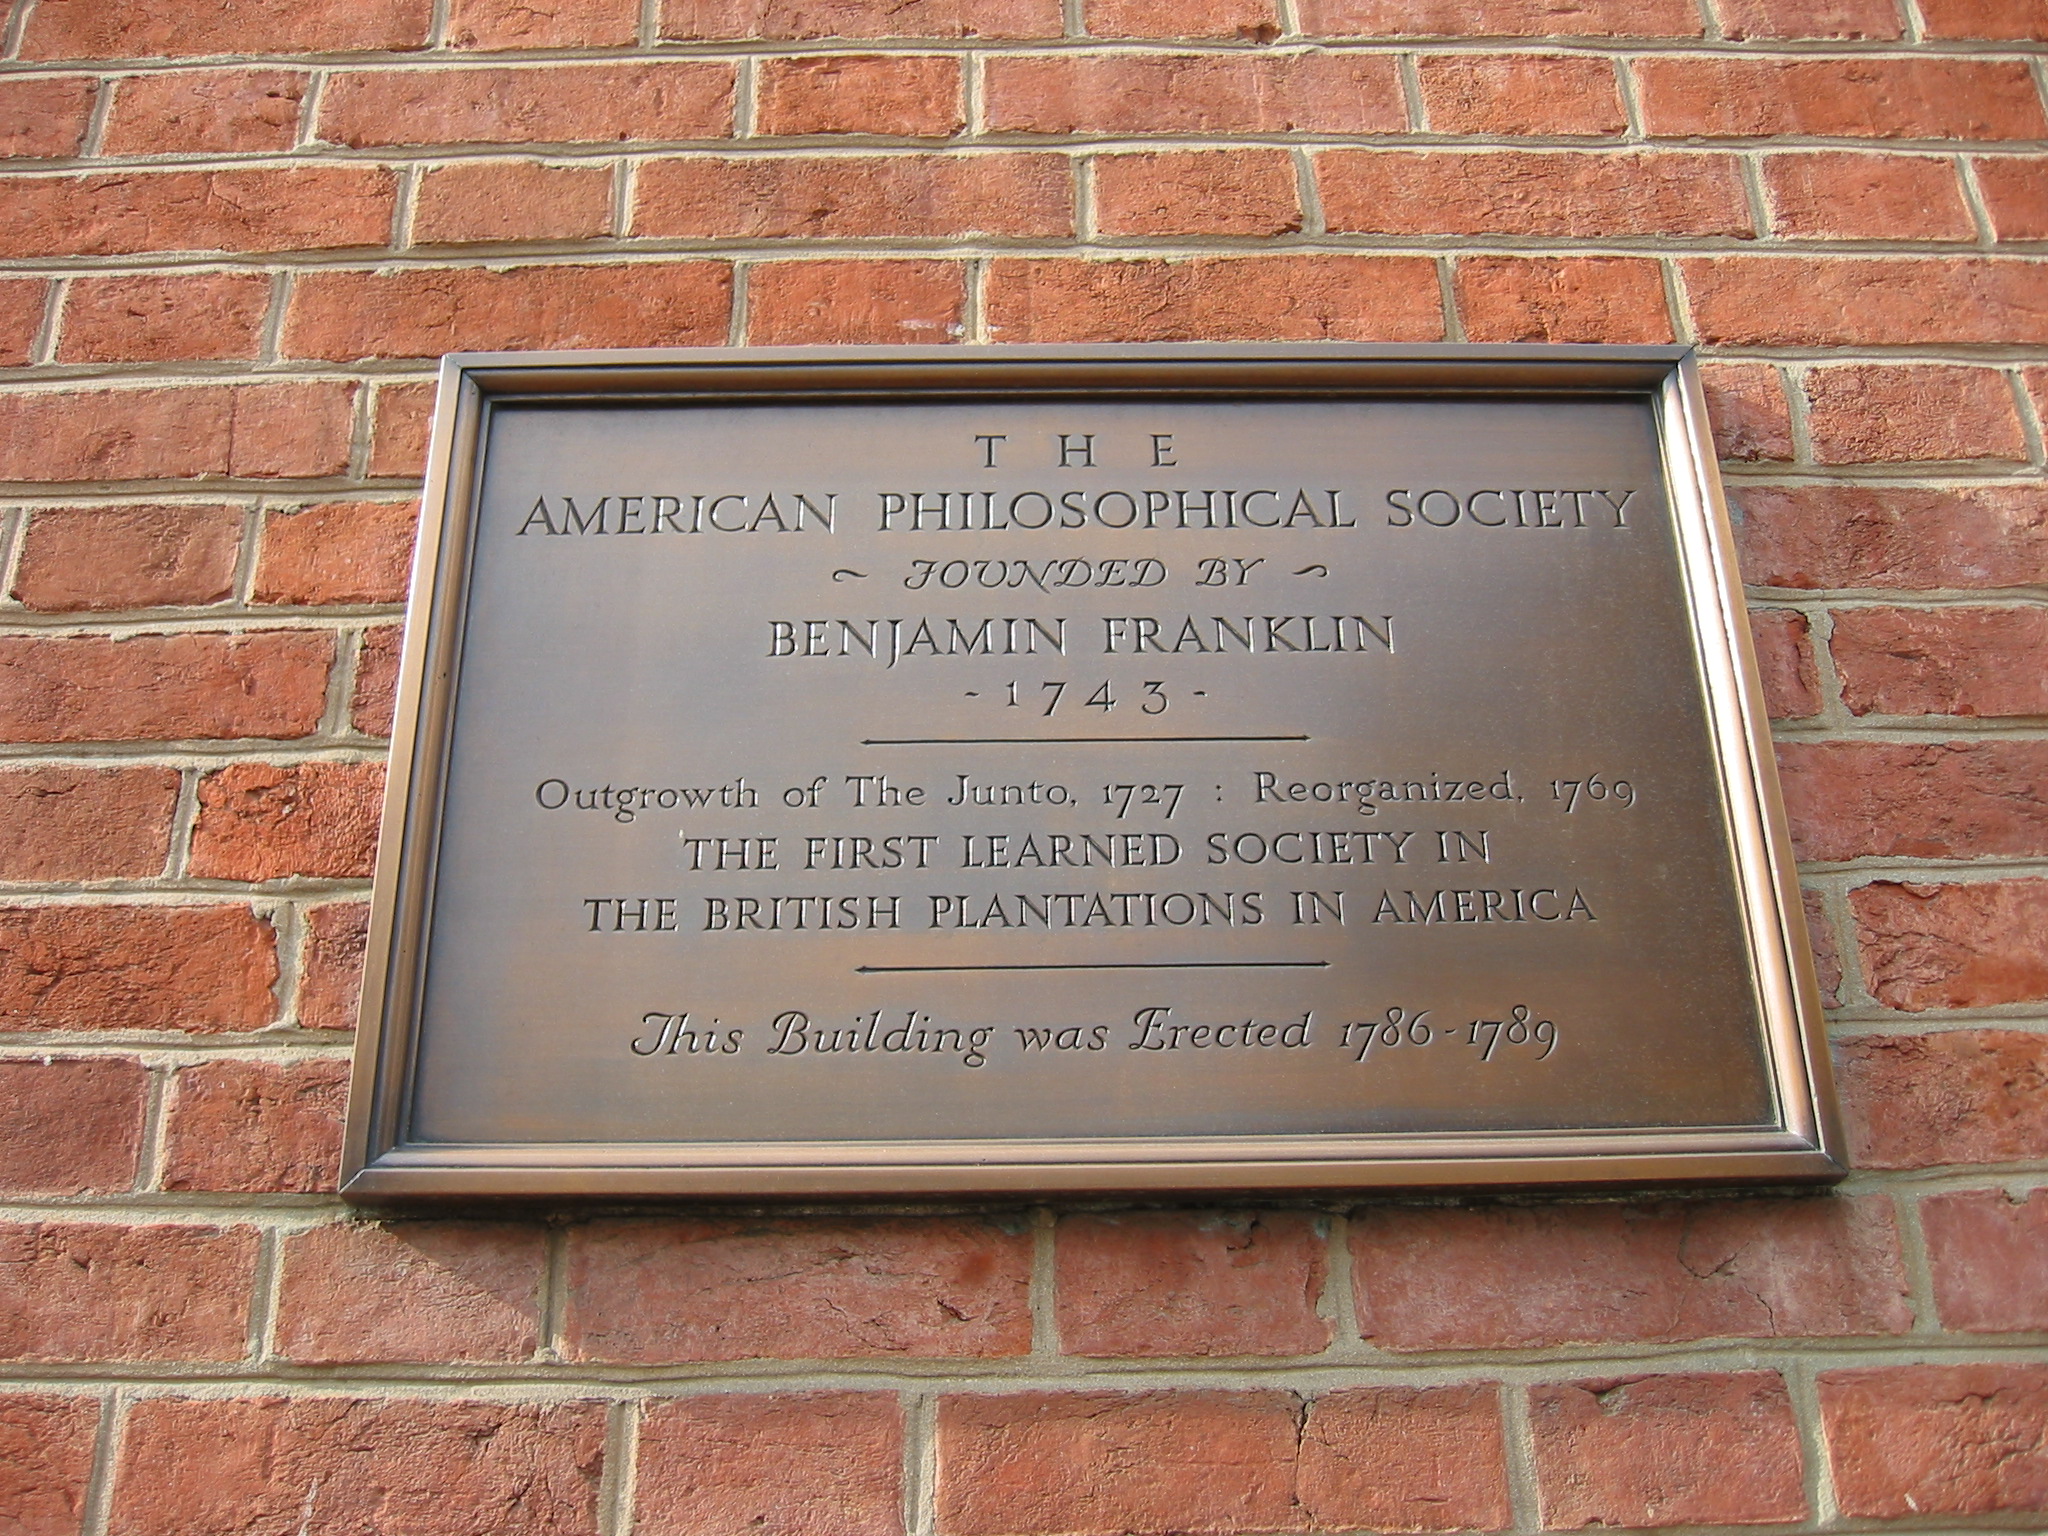 THE
AMERICAN PHILOSOPHICAL SOCIETY
~ FOUNDED BY ~
BENJAMIN FRANKLIN
- 1743 -
Outgrowth of The Junto, 1727 : Reorganized, 1769
THE FIRST LEARNED SOCIETY IN
THE BRITISH PLANTATIONS IN AMERICA
This Building was Erected 1786-1789